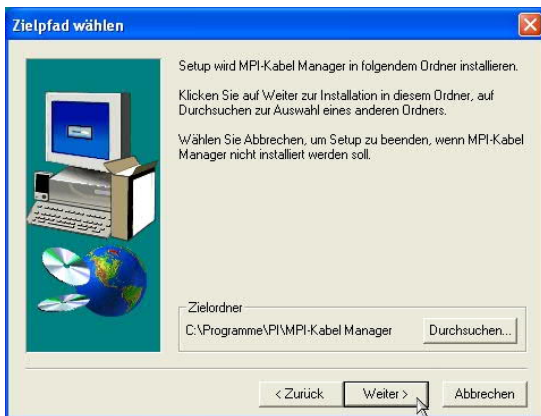 Zielpfad wählen
Setup wird MPI-Kabel Manager in folgendem Ordner installieren.
Klicken Sie auf Weiter zur Installation in diesem Ordner, auf
Durchsuchen zur Auswahl eines anderen Ordners.
Wählen Sie Abbrechen, um Setup zu beenden, wenn MPI-Kabel
Manager nicht installiert werden soll.
Zielordner
C:\Programme\PI\MPI-Kabel Manager
Durchsuchen...
< Zurück
Weiter >
Abbrechen